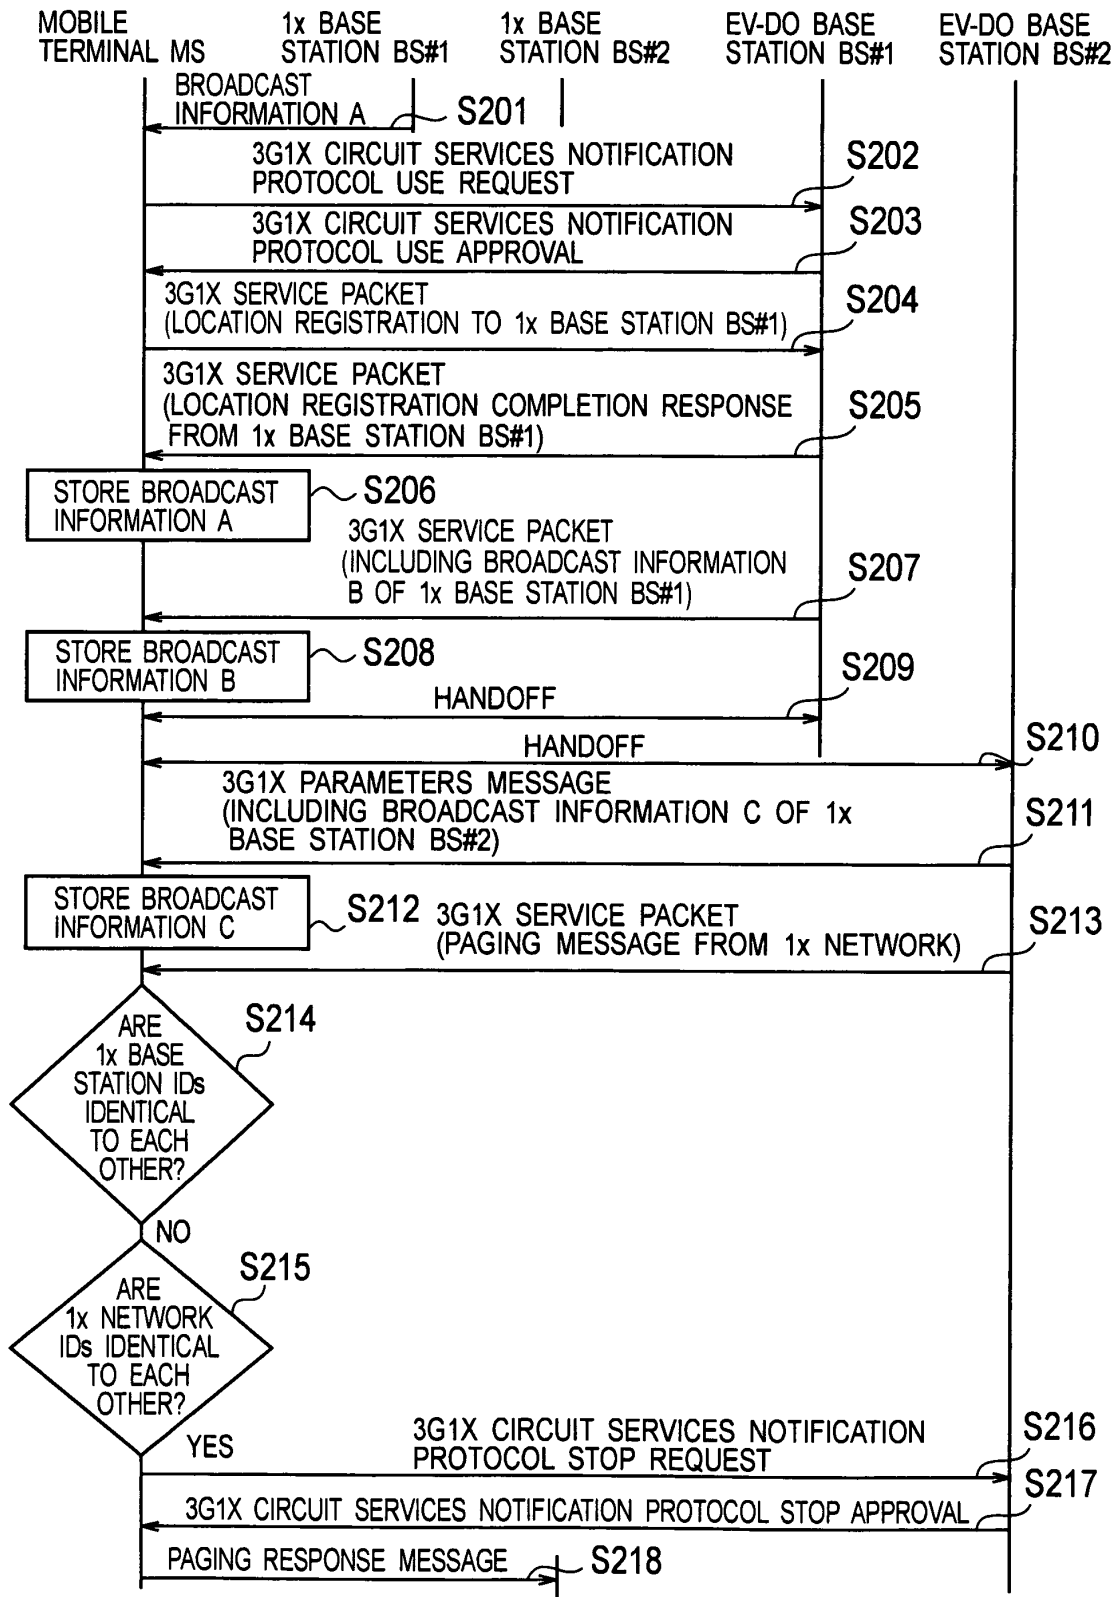 MOBILE
TERMINAL MS
1x BASE
STATION BS#1
1x BASE
STATION BS#2
EV-DO BASE
STATION BS#1
EV-DO BASE
STATION BS#2
BROADCAST
INFORMATION A
S201
3G1X CIRCUIT SERVICES NOTIFICATION
PROTOCOL USE REQUEST
S202
3G1X CIRCUIT SERVICES NOTIFICATION
PROTOCOL USE APPROVAL
S203
3G1X SERVICE PACKET
(LOCATION REGISTRATION TO 1x BASE STATION BS#1)
S204
3G1X SERVICE PACKET
(LOCATION REGISTRATION COMPLETION RESPONSE
FROM 1x BASE STATION BS#1)
S205
STORE BROADCAST
INFORMATION A
S206
3G1X SERVICE PACKET
(INCLUDING BROADCAST INFORMATION
B OF 1x BASE STATION BS#1)
S207
STORE BROADCAST
INFORMATION B
S208
HANDOFF
S209
HANDOFF
S210
3G1X PARAMETERS MESSAGE
(INCLUDING BROADCAST INFORMATION C OF 1x
BASE STATION BS#2)
S211
STORE BROADCAST
INFORMATION C
S212
3G1X SERVICE PACKET
(PAGING MESSAGE FROM 1x NETWORK)
S213
ARE
1x BASE
STATION IDs
IDENTICAL
TO EACH
OTHER?
S214
NO
ARE
1x NETWORK
IDs IDENTICAL
TO EACH
OTHER?
S215
YES
3G1X CIRCUIT SERVICES NOTIFICATION
PROTOCOL STOP REQUEST
S216
3G1X CIRCUIT SERVICES NOTIFICATION PROTOCOL STOP APPROVAL
S217
PAGING RESPONSE MESSAGE
S218